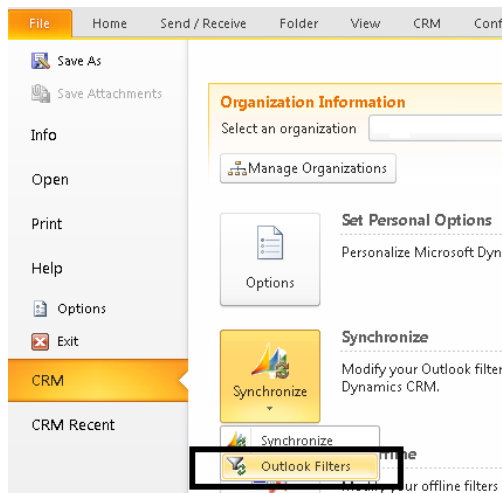 File Home Send / Receive Folder View CRM Conf
Save As
Save Attachments
Info
Open
Print
Help
Options
Exit
CRM
CRM Recent
Organization Information
Select an organization
Manage Organizations
Options
Set Personal Options
Personalize Microsoft Dyn
Synchronize
Synchronize
Modify your Outlook filter
Dynamics CRM.
Synchronize
Outlook Filters
your offline filters